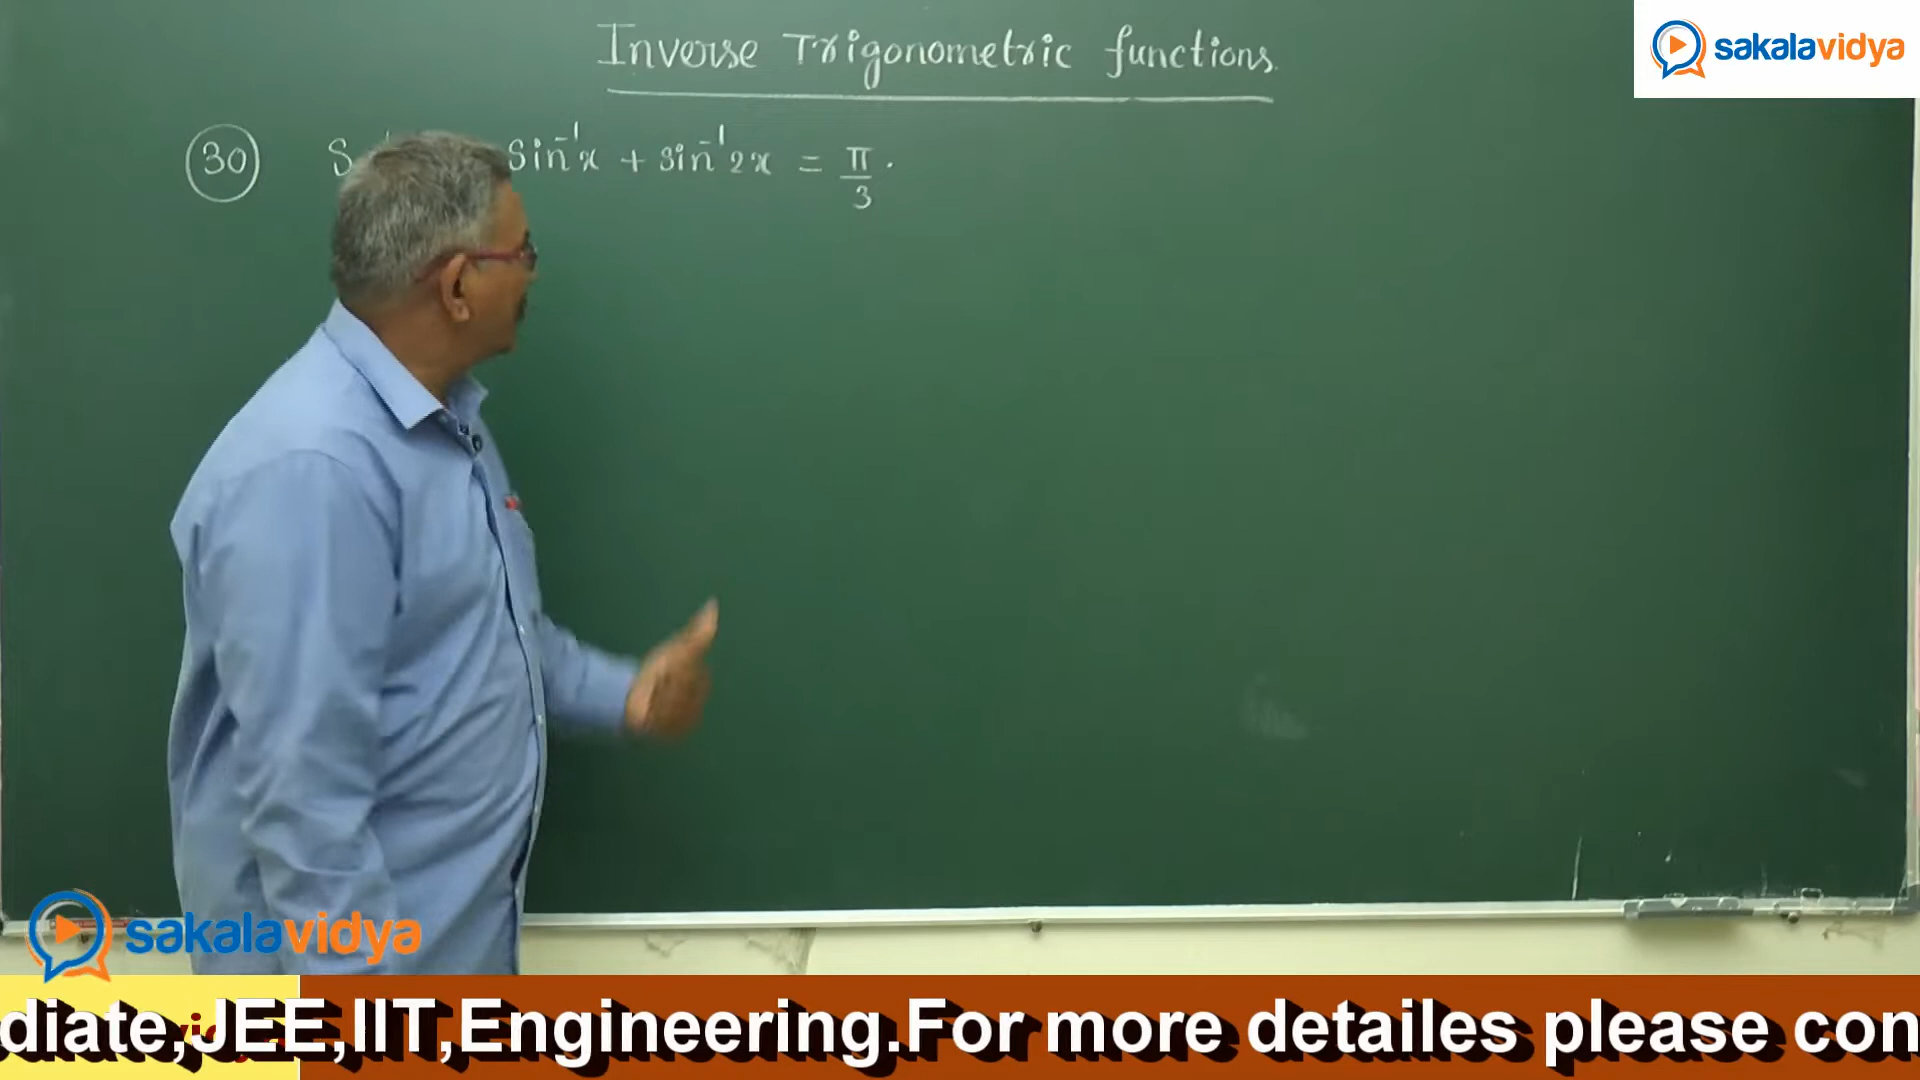 Inverse Trigonometric functions.
sakalavidya
30 sin⁻¹x + sin⁻¹2x = π/3.
sakalavidya
diate,JEE,IIT,Engineering.For more detailes please con